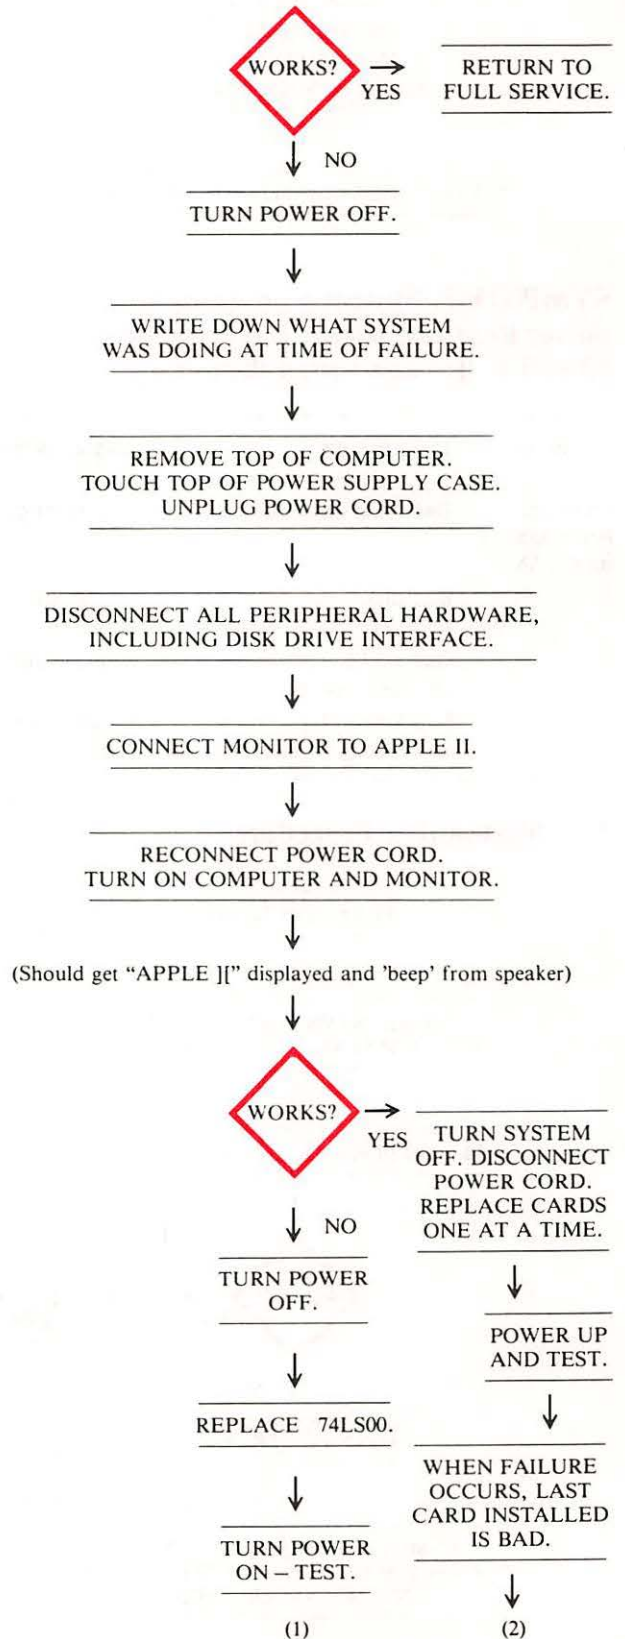 WORKS?
YES
RETURN TO
FULL SERVICE.
NO
TURN POWER OFF.
WRITE DOWN WHAT SYSTEM
WAS DOING AT TIME OF FAILURE.
REMOVE TOP OF COMPUTER.
TOUCH TOP OF POWER SUPPLY CASE.
UNPLUG POWER CORD.
DISCONNECT ALL PERIPHERAL HARDWARE,
INCLUDING DISK DRIVE INTERFACE.
CONNECT MONITOR TO APPLE II.
RECONNECT POWER CORD.
TURN ON COMPUTER AND MONITOR.
(Should get “APPLE ][” displayed and 'beep' from speaker)
WORKS?
YES
NO
TURN POWER
OFF.
REPLACE 74LS00.
TURN POWER
ON – TEST.
(1)
TURN SYSTEM
OFF. DISCONNECT
POWER CORD.
REPLACE CARDS
ONE AT A TIME.
POWER UP
AND TEST.
WHEN FAILURE
OCCURS, LAST
CARD INSTALLED
IS BAD.
(2)